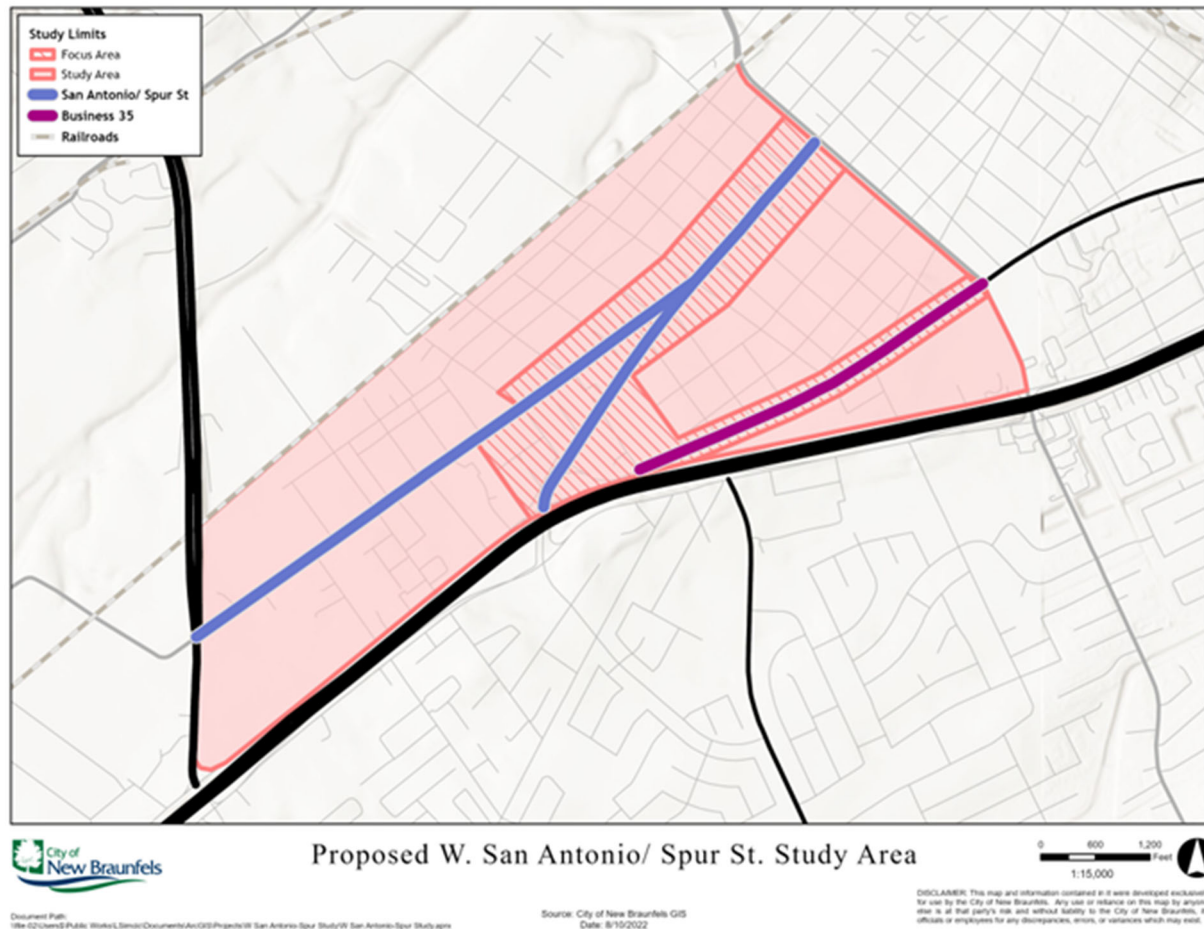 Study Limits
Focus Area
Study Area
San Antonio/ Spur St
Business 35
Railroads
City of
New Braunfels
Proposed W. San Antonio/ Spur St. Study Area
0 600 1,200
Feet
1:15,000
Document Path:
Source: City of New Braunfels GIS
Date: 8/10/2022
DISCLAIMER: This map and information contained in it were developed exclusive
for use by the City of New Braunfels. Any use or reliance on this map by anyon
else is at that party's risk and without liability to the City of New Braunfels, i
officials or employees for any discrepancies, errors, or variances which may exist.